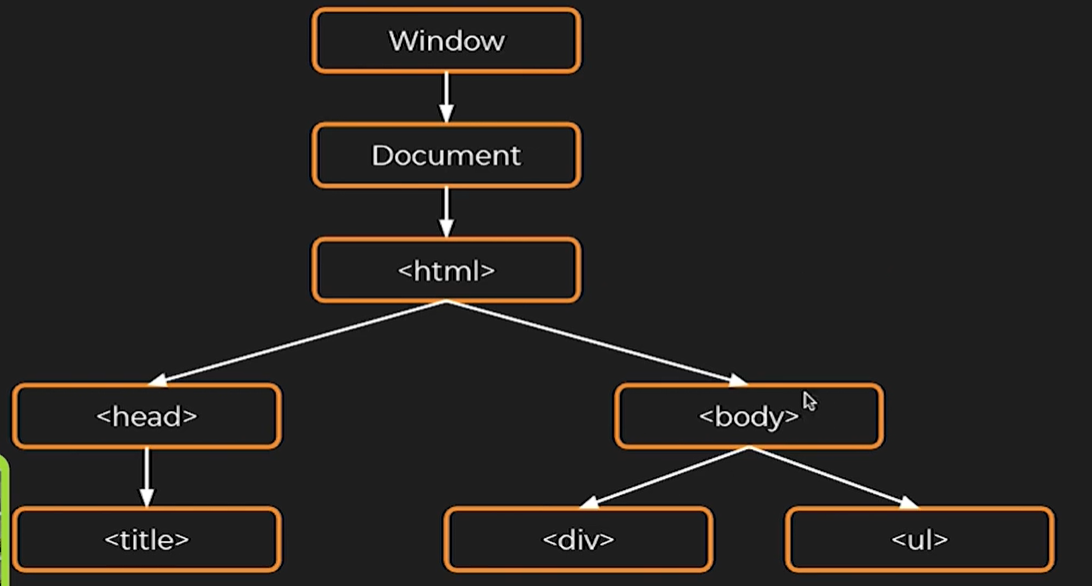 Window
Document
<html>
<head>
<body>
<title>
<div>
<ul>